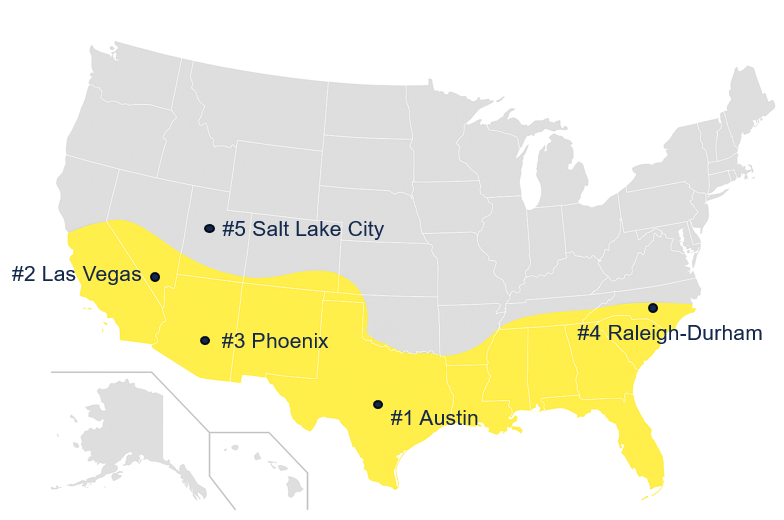 #5 Salt Lake City
#2 Las Vegas
#3 Phoenix
#4 Raleigh-Durham
#1 Austin